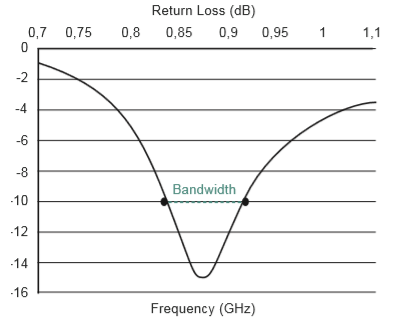 Return Loss (dB)
0,7 0,75 0,8 0,85 0,9 0,95 1 1,1
0
-2
-4
-6
-8
Bandwidth
-10
-12
-14
-16
Frequency (GHz)